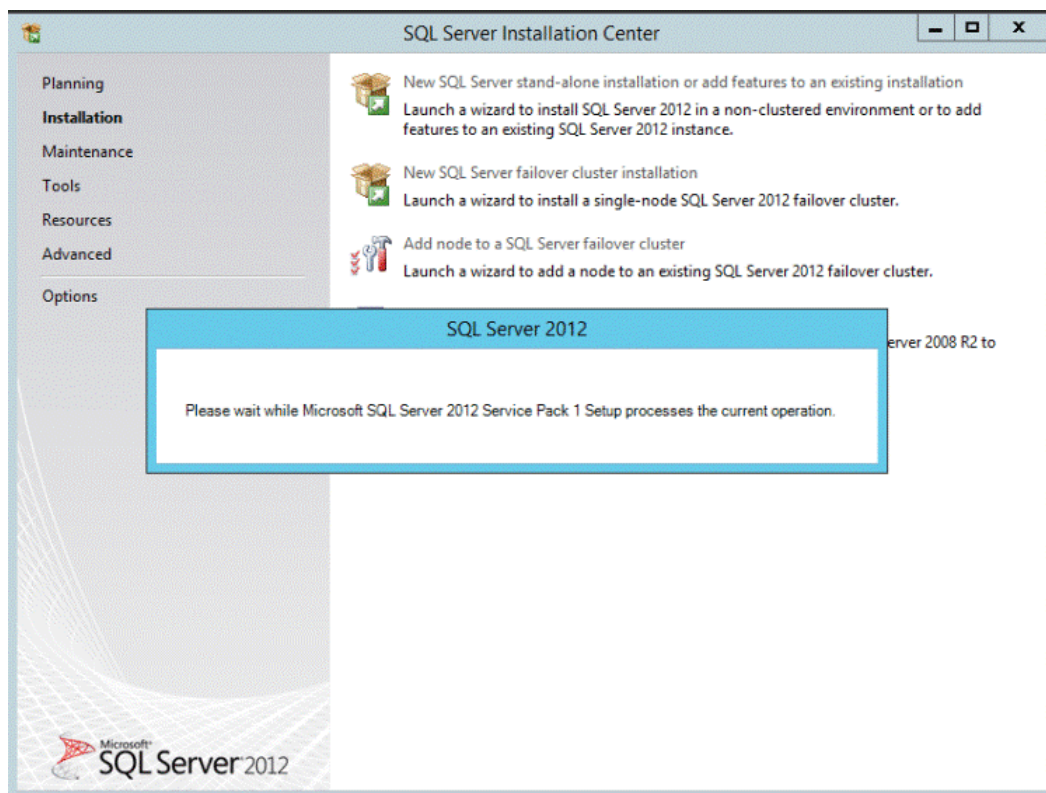 SQL Server Installation Center
Planning
Installation
Maintenance
Tools
Resources
Advanced
Options
New SQL Server stand-alone installation or add features to an existing installation
Launch a wizard to install SQL Server 2012 in a non-clustered environment or to add
features to an existing SQL Server 2012 instance.
New SQL Server failover cluster installation
Launch a wizard to install a single-node SQL Server 2012 failover cluster.
Add node to a SQL Server failover cluster
Launch a wizard to add a node to an existing SQL Server 2012 failover cluster.
erver 2008 R2 to
SQL Server 2012
Please wait while Microsoft SQL Server 2012 Service Pack 1 Setup processes the current operation.
Microsoft®
SQL Server 2012